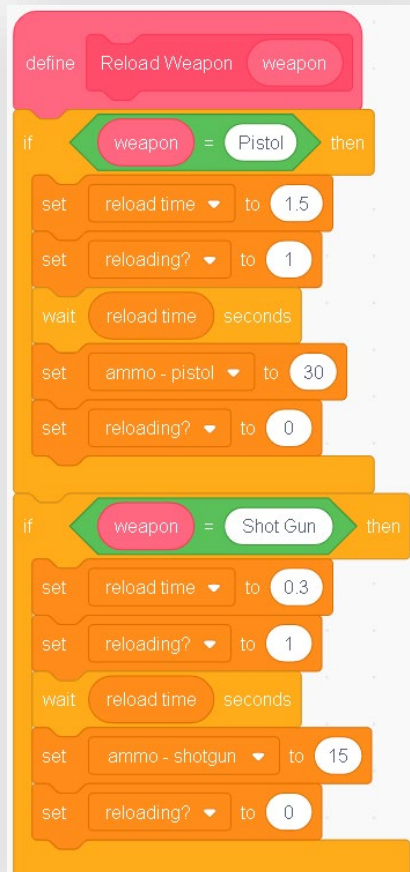 define Reload Weapon weapon
if weapon = Pistol then
set reload time to 1.5
set reloading? to 1
wait reload time seconds
set ammo - pistol to 30
set reloading? to 0
if weapon = Shot Gun then
set reload time to 0.3
set reloading? to 1
wait reload time seconds
set ammo - shotgun to 15
set reloading? to 0